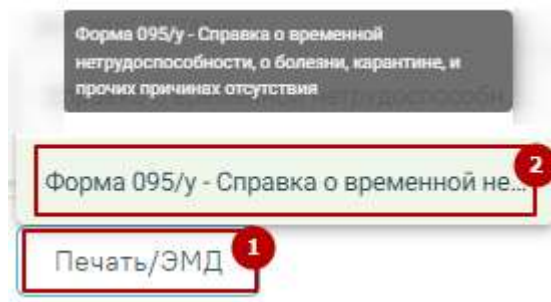 Форма 095/у - Справка о временной
нетрудоспособности, о болезни, карантине, и
прочих причинах отсутствия
Форма 095/у - Справка о временной не...
2
Печать/ЭМД
1